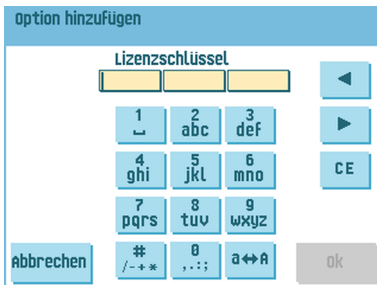 Option hinzufügen
Lizenzschlüssel
◄
1 2 3
␣ abc def
►
4 5 6
ghi jkl mno
CE
7 8 9
pqrs tuv wxyz
# 0
/-+* ,.:; a↔A
Abbrechen
ok